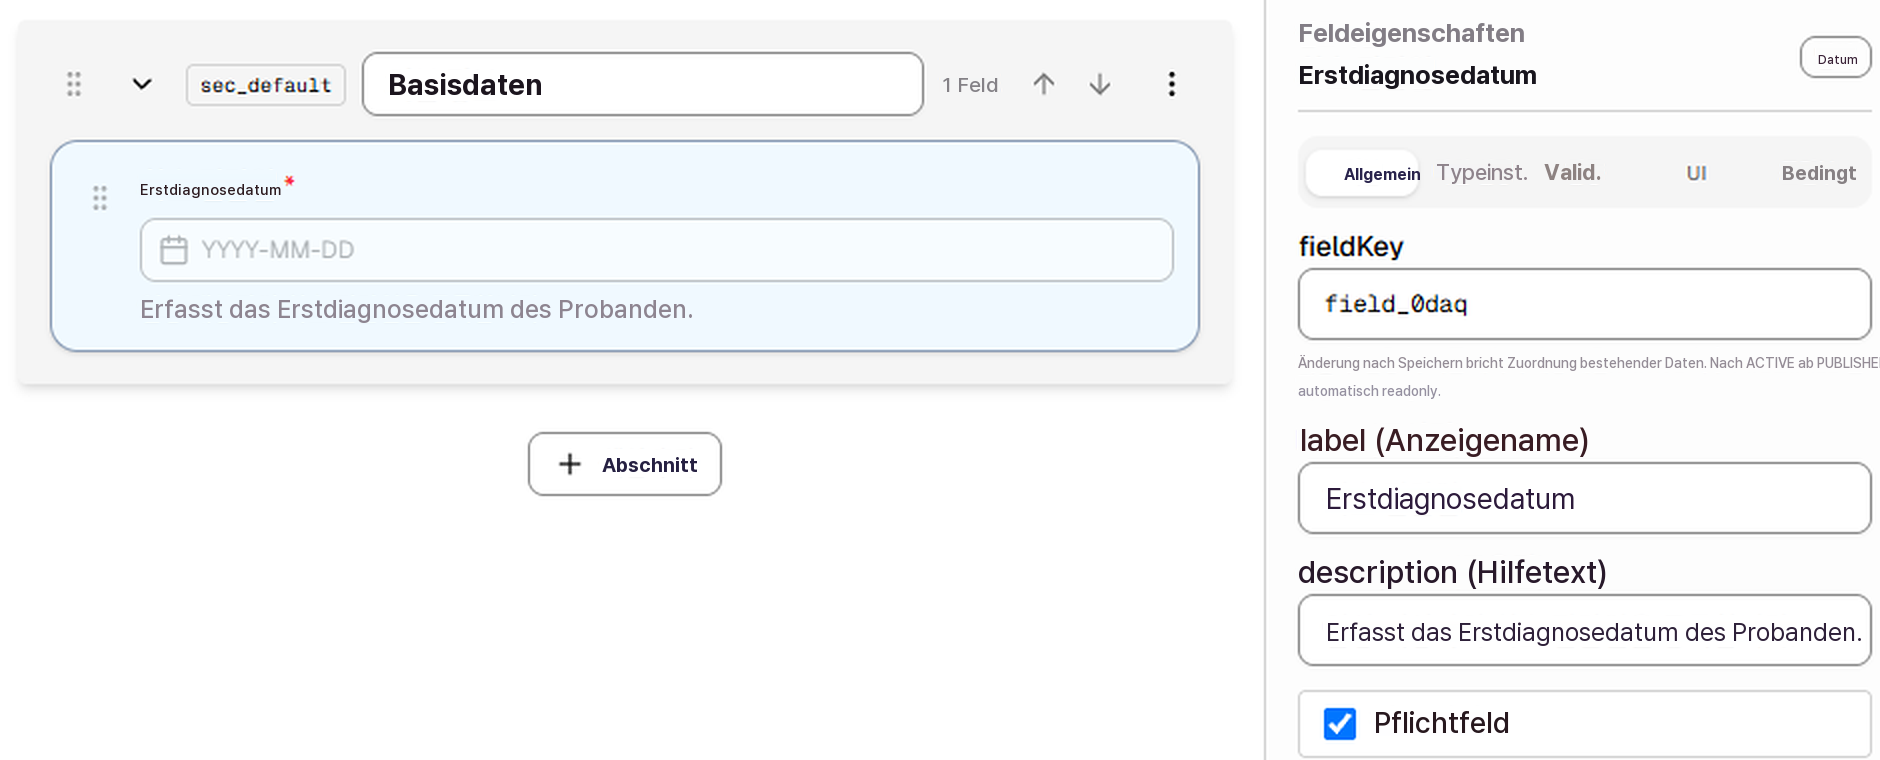 sec_default
Basisdaten
1 Feld
Erstdiagnosedatum*
YYYY-MM-DD
Erfasst das Erstdiagnosedatum des Probanden.
Abschnitt
Feldeigenschaften
Erstdiagnosedatum
Datum
Allgemein Typeinst. Valid. UI Bedingt
fieldKey
field_0daq
Änderung nach Speichern bricht Zuordnung bestehender Daten. Nach ACTIVE ab PUBLISHE
automatisch readonly.
label (Anzeigename)
Erstdiagnosedatum
description (Hilfetext)
Erfasst das Erstdiagnosedatum des Probanden.
Pflichtfeld